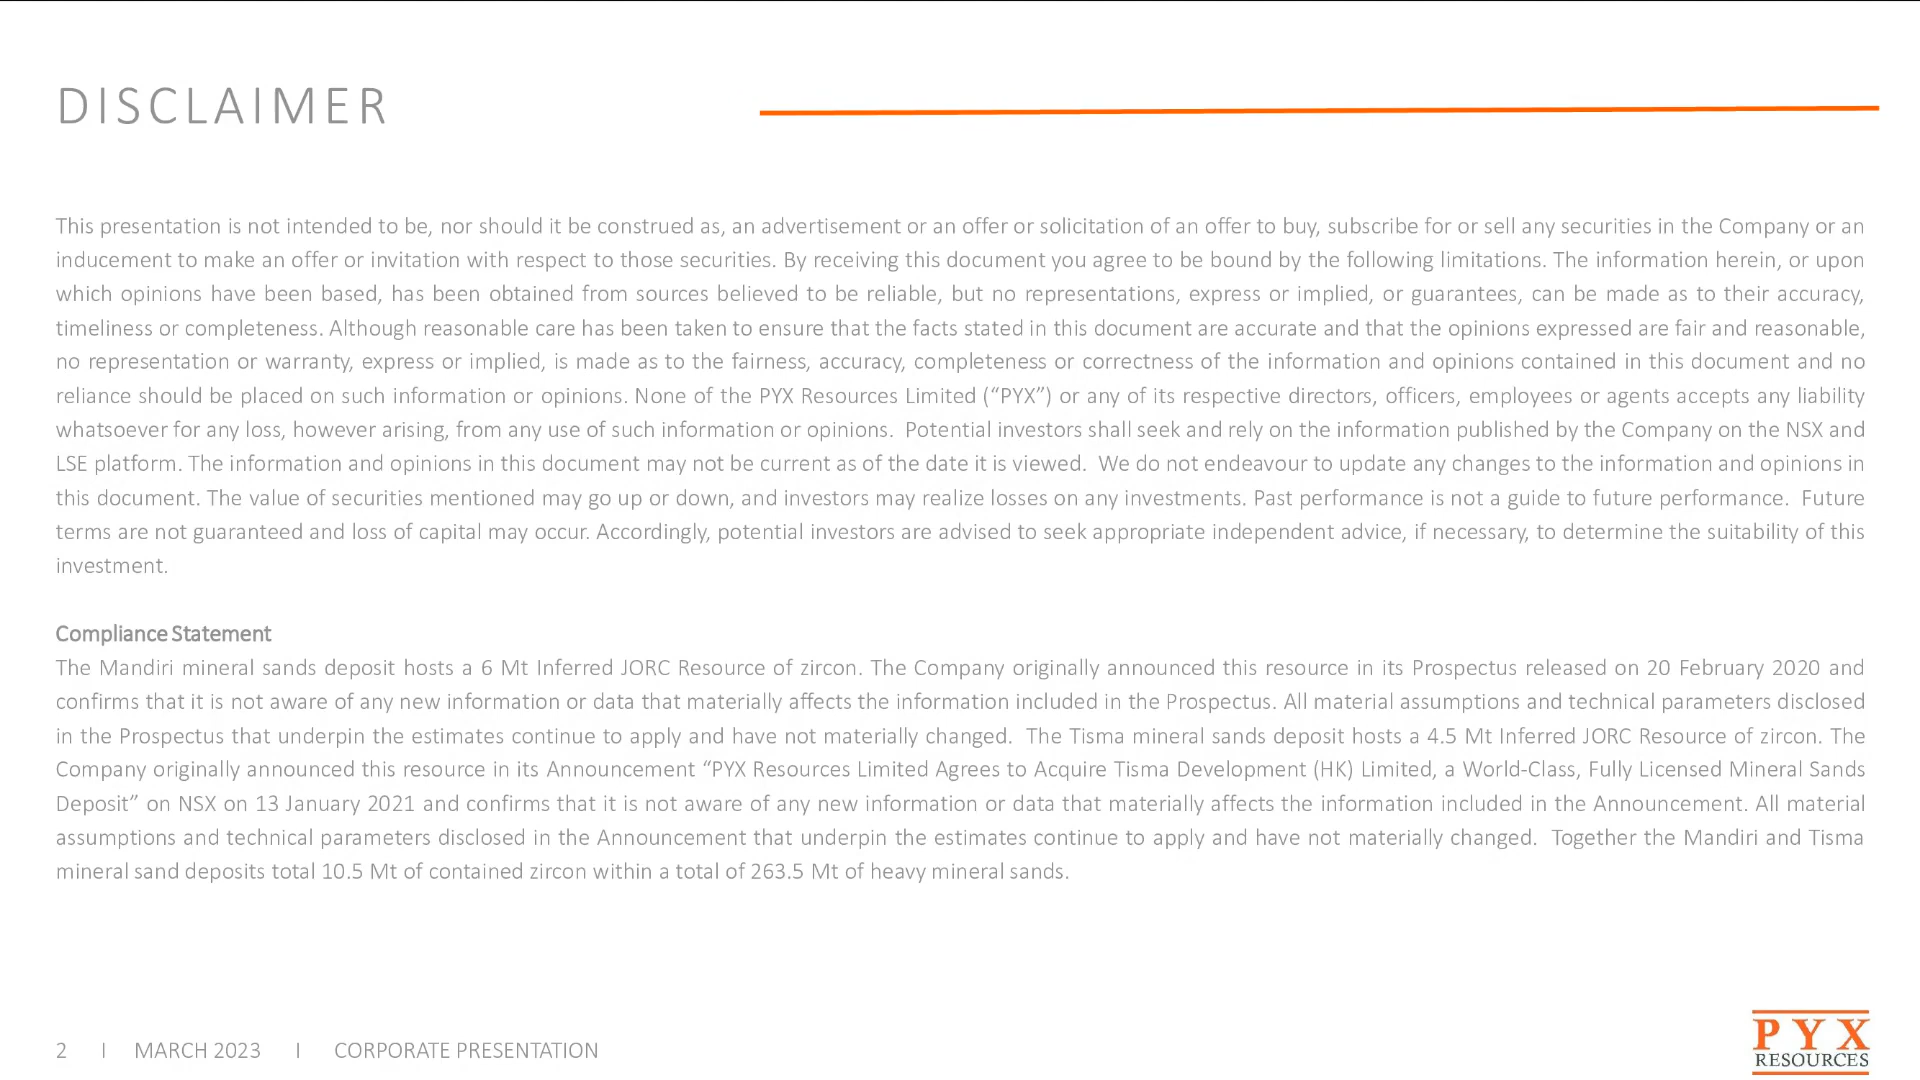 DISCLAIMER
This presentation is not intended to be, nor should it be construed as, an advertisement or an offer or solicitation of an offer to buy, subscribe for or sell any securities in the Company or an
inducement to make an offer or invitation with respect to those securities. By receiving this document you agree to be bound by the following limitations. The information herein, or upon
which opinions have been based, has been obtained from sources believed to be reliable, but no representations, express or implied, or guarantees, can be made as to their accuracy,
timeliness or completeness. Although reasonable care has been taken to ensure that the facts stated in this document are accurate and that the opinions expressed are fair and reasonable,
no representation or warranty, express or implied, is made as to the fairness, accuracy, completeness or correctness of the information and opinions contained in this document and no
reliance should be placed on such information or opinions. None of the PYX Resources Limited (“PYX”) or any of its respective directors, officers, employees or agents accepts any liability
whatsoever for any loss, however arising, from any use of such information or opinions.  Potential investors shall seek and rely on the information published by the Company on the NSX and
LSE platform. The information and opinions in this document may not be current as of the date it is viewed.  We do not endeavour to update any changes to the information and opinions in
this document. The value of securities mentioned may go up or down, and investors may realize losses on any investments. Past performance is not a guide to future performance.  Future
terms are not guaranteed and loss of capital may occur. Accordingly, potential investors are advised to seek appropriate independent advice, if necessary, to determine the suitability of this
investment.
Compliance Statement
The Mandiri mineral sands deposit hosts a 6 Mt Inferred JORC Resource of zircon. The Company originally announced this resource in its Prospectus released on 20 February 2020 and
confirms that it is not aware of any new information or data that materially affects the information included in the Prospectus. All material assumptions and technical parameters disclosed
in the Prospectus that underpin the estimates continue to apply and have not materially changed.  The Tisma mineral sands deposit hosts a 4.5 Mt Inferred JORC Resource of zircon. The
Company originally announced this resource in its Announcement “PYX Resources Limited Agrees to Acquire Tisma Development (HK) Limited, a World-Class, Fully Licensed Mineral Sands
Deposit” on NSX on 13 January 2021 and confirms that it is not aware of any new information or data that materially affects the information included in the Announcement. All material
assumptions and technical parameters disclosed in the Announcement that underpin the estimates continue to apply and have not materially changed.  Together the Mandiri and Tisma
mineral sand deposits total 10.5 Mt of contained zircon within a total of 263.5 Mt of heavy mineral sands.
2 I MARCH 2023 I CORPORATE PRESENTATION
PYX
RESOURCES